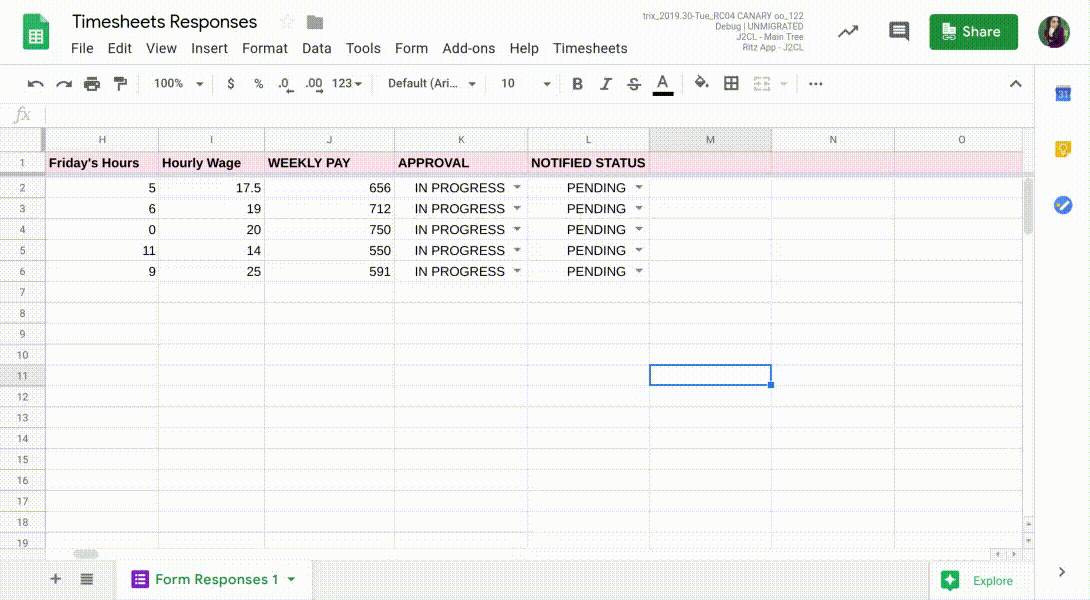 Timesheets Responses
trix_2019.30-Tue_RC04 CANARY oo_122
Debug | UNMIGRATED
J2CL - Main Tree
Ritz App - J2CL
Share
File Edit View Insert Format Data Tools Form Add-ons Help Timesheets
100% $ % .0 .00 123 Default (Ari... 10 B I S A
31
fx
H I J K L M N O
1 Friday's Hours Hourly Wage WEEKLY PAY APPROVAL NOTIFIED STATUS
2 5 17.5 656 IN PROGRESS PENDING
3 6 19 712 IN PROGRESS PENDING
4 0 20 750 IN PROGRESS PENDING
5 11 14 550 IN PROGRESS PENDING
6 9 25 591 IN PROGRESS PENDING
7
8
9
10
11
12
13
14
15
16
17
18
19
Form Responses 1
Explore